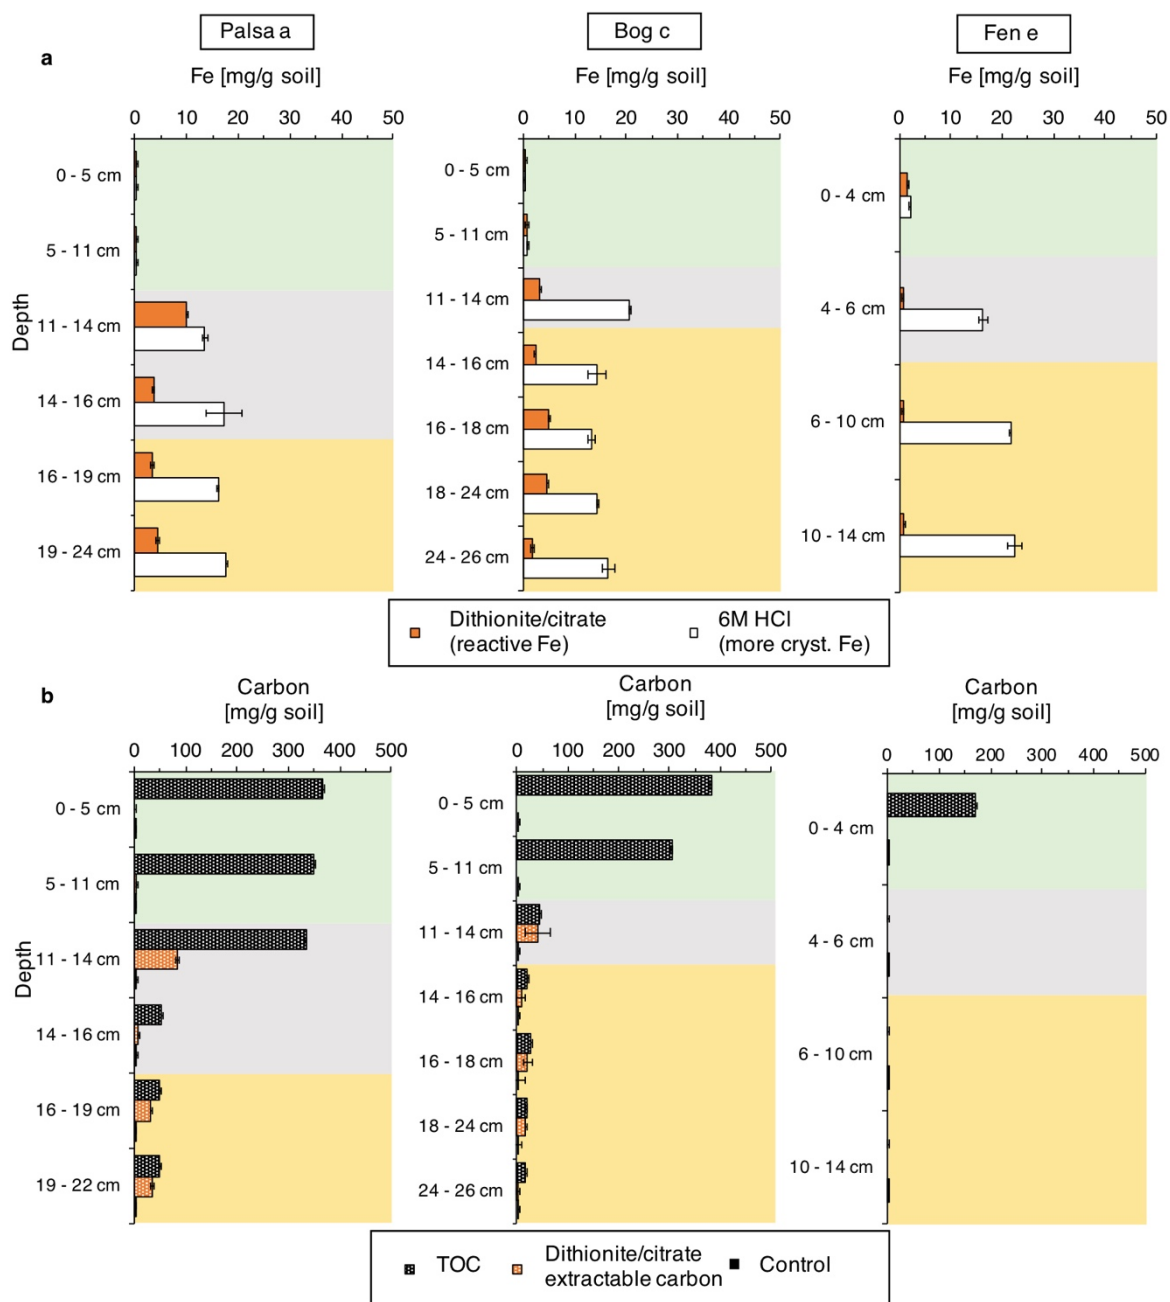 Palsa a
Bog c
Fen e
a
Fe [mg/g soil]
Fe [mg/g soil]
Fe [mg/g soil]
0 10 20 30 40 50
0 10 20 30 40 50
0 10 20 30 40 50
Depth
0 - 5 cm
5 - 11 cm
11 - 14 cm
14 - 16 cm
16 - 19 cm
19 - 24 cm
0 - 5 cm
5 - 11 cm
11 - 14 cm
14 - 16 cm
16 - 18 cm
18 - 24 cm
24 - 26 cm
0 - 4 cm
4 - 6 cm
6 - 10 cm
10 - 14 cm
Dithionite/citrate
(reactive Fe)
6M HCl
(more cryst. Fe)
b
Carbon
[mg/g soil]
Carbon
[mg/g soil]
Carbon
[mg/g soil]
0 100 200 300 400 500
0 100 200 300 400 500
0 100 200 300 400 500
Depth
0 - 5 cm
5 - 11 cm
11 - 14 cm
14 - 16 cm
16 - 19 cm
19 - 22 cm
0 - 5 cm
5 - 11 cm
11 - 14 cm
14 - 16 cm
16 - 18 cm
18 - 24 cm
24 - 26 cm
0 - 4 cm
4 - 6 cm
6 - 10 cm
10 - 14 cm
TOC
Dithionite/citrate
extractable carbon
Control